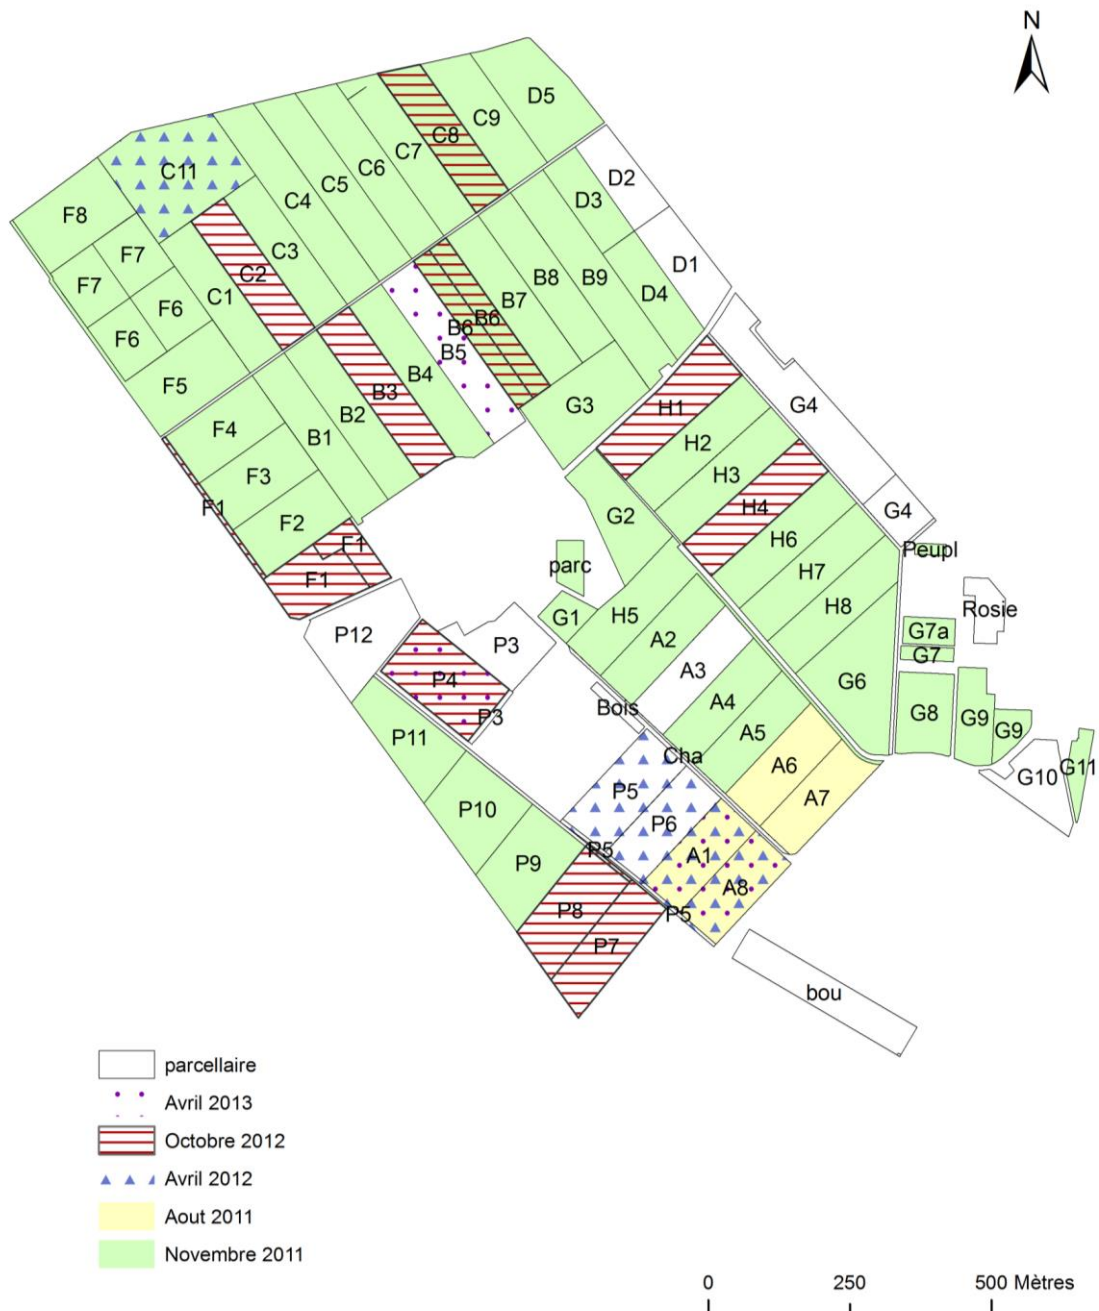 N
D5
C9
C8
C7
C6
C5
C4
C3
C11
C2
C1
F8
F7
F7
F6
F6
F5
D2
D3
D1
D4
B9
B8
B7
B6
B6
B5
B4
B3
B2
B1
F4
F3
F2
F1
F1
F1
G3
G4
G4
H1
H2
H3
H4
H6
H7
H8
G2
parc
G1
H5
A2
A3
A4
A5
A6
A7
G6
Peupl
Rosie
G7a
G7
G8
G9
G9
G10
G11
P12
P3
P4
P3
Bois
Cha
P11
P10
P9
P5
P6
P5
A1
A8
P5
P8
P7
bou
parcellaire
Avril 2013
Octobre 2012
Avril 2012
Aout 2011
Novembre 2011
0 250 500 Mètres